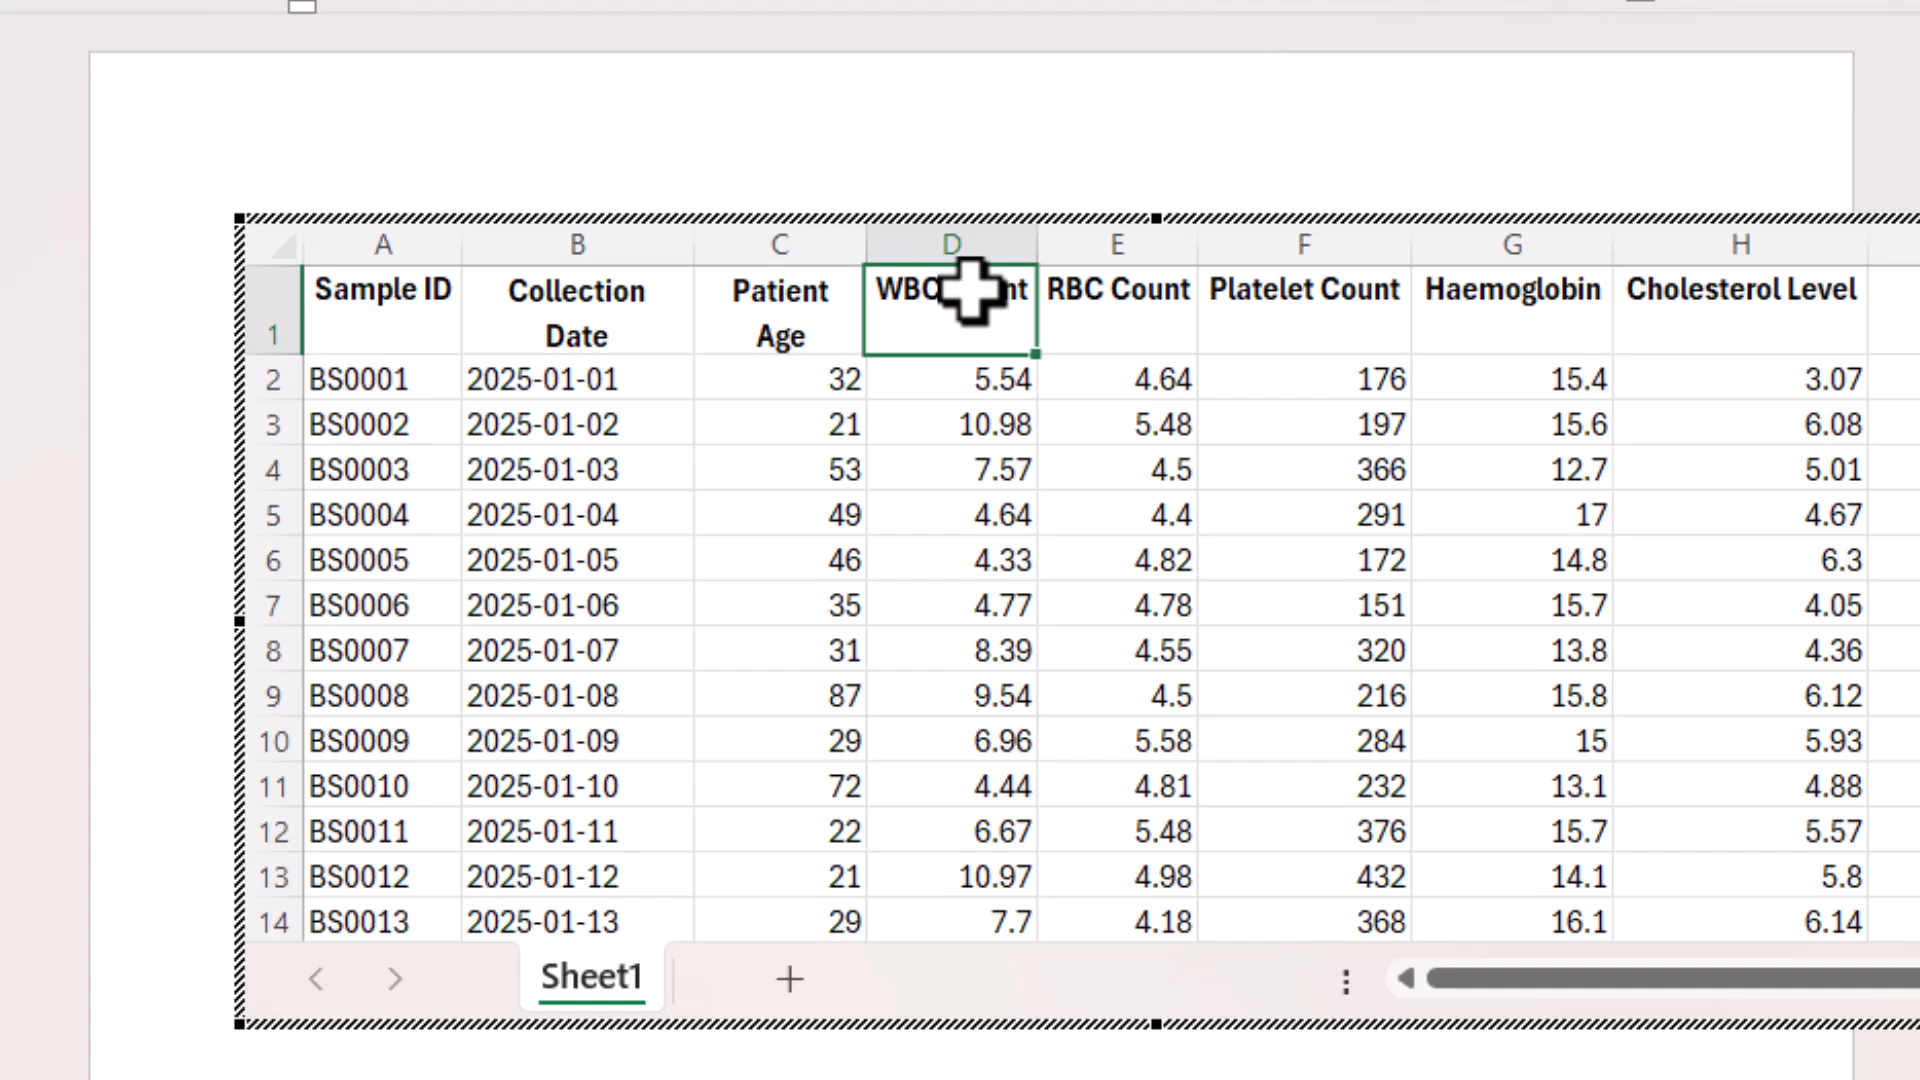 A B C D E F G H
Sample ID Collection Date Patient Age WBC RBC Count Platelet Count Haemoglobin Cholesterol Level
1
2 BS0001 2025-01-01 32 5.54 4.64 176 15.4 3.07
3 BS0002 2025-01-02 21 10.98 5.48 197 15.6 6.08
4 BS0003 2025-01-03 53 7.57 4.5 366 12.7 5.01
5 BS0004 2025-01-04 49 4.64 4.4 291 17 4.67
6 BS0005 2025-01-05 46 4.33 4.82 172 14.8 6.3
7 BS0006 2025-01-06 35 4.77 4.78 151 15.7 4.05
8 BS0007 2025-01-07 31 8.39 4.55 320 13.8 4.36
9 BS0008 2025-01-08 87 9.54 4.5 216 15.8 6.12
10 BS0009 2025-01-09 29 6.96 5.58 284 15 5.93
11 BS0010 2025-01-10 72 4.44 4.81 232 13.1 4.88
12 BS0011 2025-01-11 22 6.67 5.48 376 15.7 5.57
13 BS0012 2025-01-12 21 10.97 4.98 432 14.1 5.8
14 BS0013 2025-01-13 29 7.7 4.18 368 16.1 6.14
Sheet1